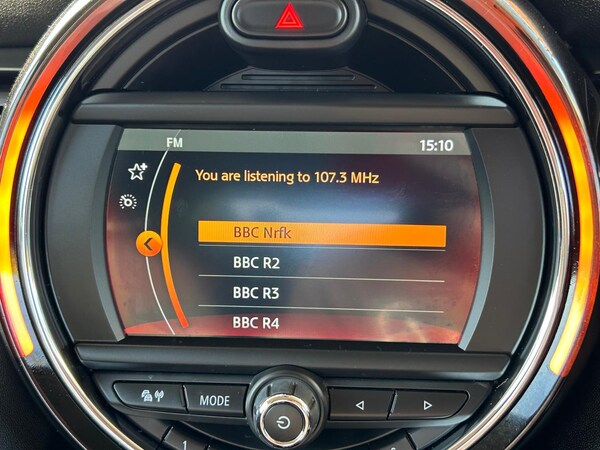 FM
15:10
You are listening to 107.3 MHz
BBC Nrfk
BBC R2
BBC R3
BBC R4
MODE
1